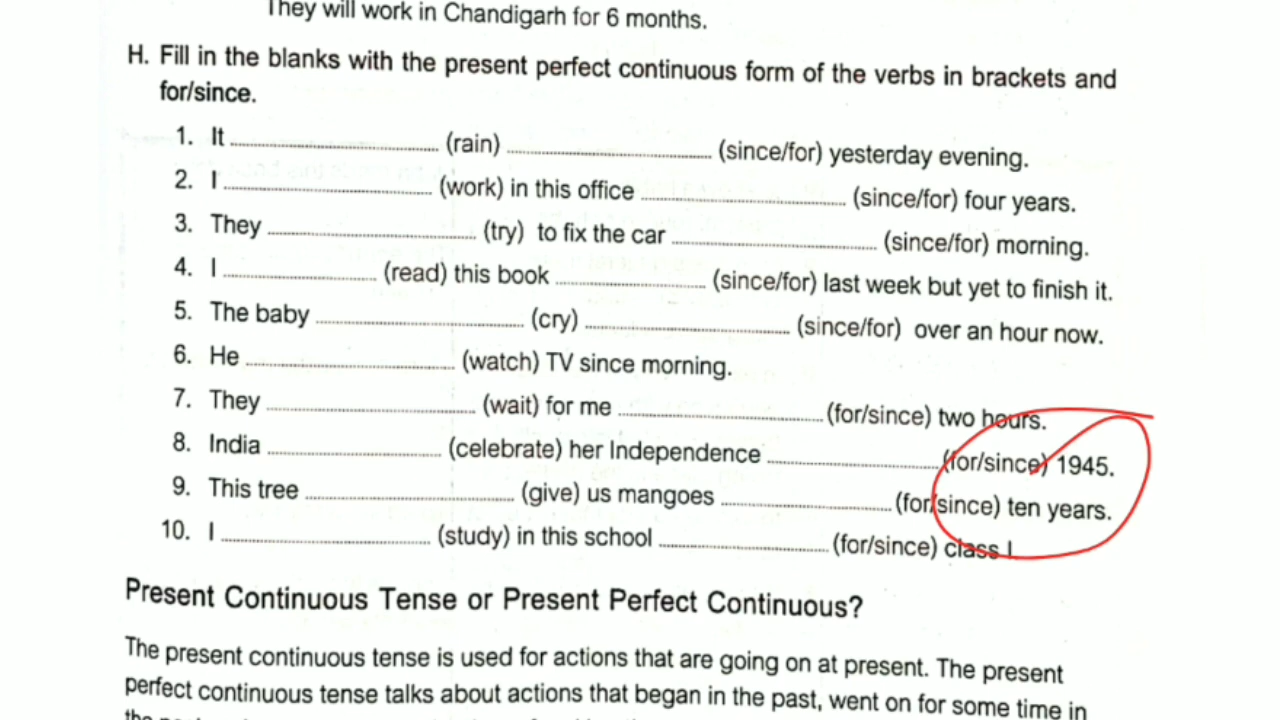 They will work in Chandigarh for 6 months.
H. Fill in the blanks with the present perfect continuous form of the verbs in brackets and
for/since.
1. It ........................ (rain) ........................ (since/for) yesterday evening.
2. I ........................ (work) in this office ........................ (since/for) four years.
3. They ........................ (try) to fix the car ........................ (since/for) morning.
4. I ........................ (read) this book ........................ (since/for) last week but yet to finish it.
5. The baby ........................ (cry) ........................ (since/for) over an hour now.
6. He ........................ (watch) TV since morning.
7. They ........................ (wait) for me ........................ (for/since) two hours.
8. India ........................ (celebrate) her Independence ........................ (for/since) 1945.
9. This tree ........................ (give) us mangoes ........................ (for/since) ten years.
10. I ........................ (study) in this school ........................ (for/since) class I
Present Continuous Tense or Present Perfect Continuous?
The present continuous tense is used for actions that are going on at present. The present
perfect continuous tense talks about actions that began in the past, went on for some time in